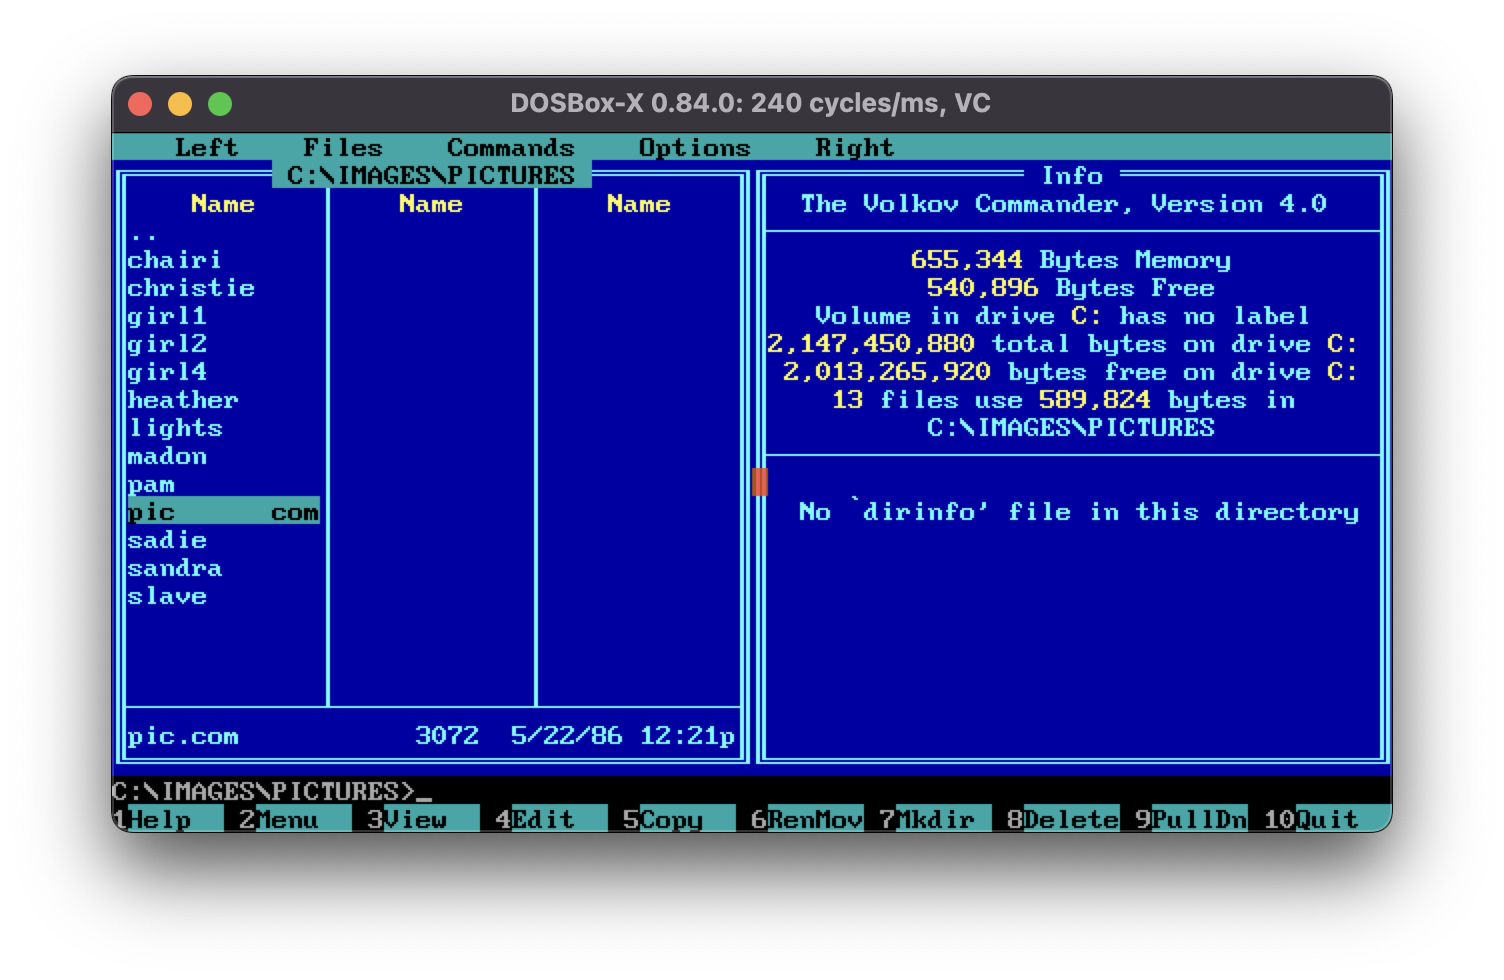 DOSBox-X 0.84.0: 240 cycles/ms, VC
Left Files Commands Options Right
C:\IMAGES\PICTURES
Name Name Name
..
chairi
christie
girl1
girl2
girl4
heather
lights
madon
pam
pic com
sadie
sandra
slave
pic.com 3072 5/22/86 12:21p
Info
The Volkov Commander, Version 4.0
655,344 Bytes Memory
540,896 Bytes Free
Volume in drive C: has no label
2,147,450,880 total bytes on drive C:
2,013,265,920 bytes free on drive C:
13 files use 589,824 bytes in
C:\IMAGES\PICTURES
No `dirinfo' file in this directory
C:\IMAGES\PICTURES>_
1Help 2Menu 3View 4Edit 5Copy 6RenMov 7Mkdir 8Delete 9PullDn 10Quit